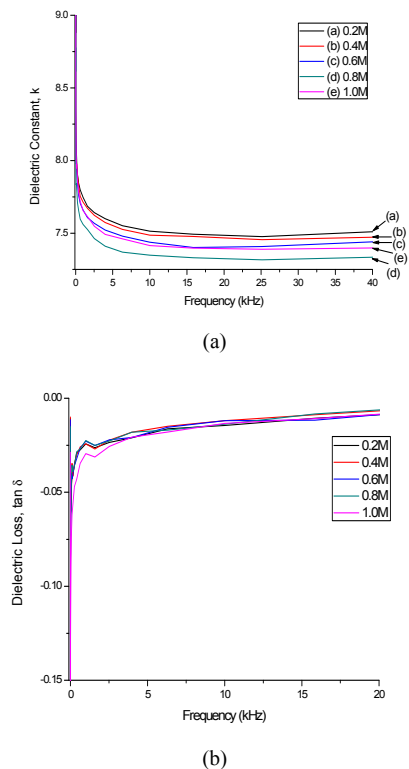 9.0
8.5
8.0
7.5
Dielectric Constant, k
(a) 0.2M
(b) 0.4M
(c) 0.6M
(d) 0.8M
(e) 1.0M
(a)
(b)
(c)
(e)
(d)
0 5 10 15 20 25 30 35 40
Frequency (kHz)
(a)
0.00
-0.05
-0.10
-0.15
Dielectric Loss, tan δ
0.2M
0.4M
0.6M
0.8M
1.0M
0 5 10 15 20
Frequency (kHz)
(b)